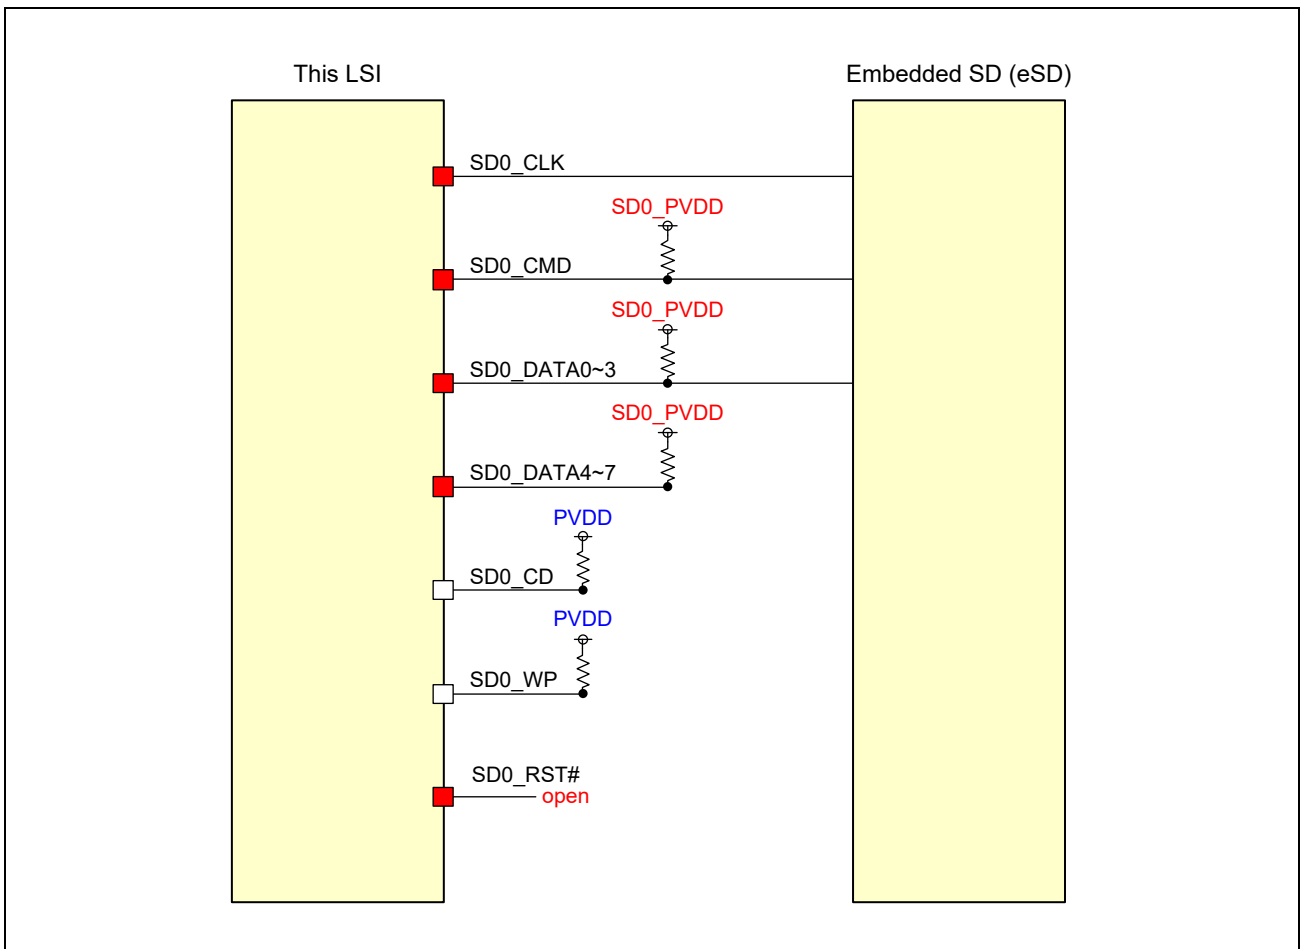 This LSI
Embedded SD (eSD)
SD0_CLK
SD0_PVDD
SD0_CMD
SD0_PVDD
SD0_DATA0~3
SD0_PVDD
SD0_DATA4~7
PVDD
SD0_CD
PVDD
SD0_WP
SD0_RST#
open